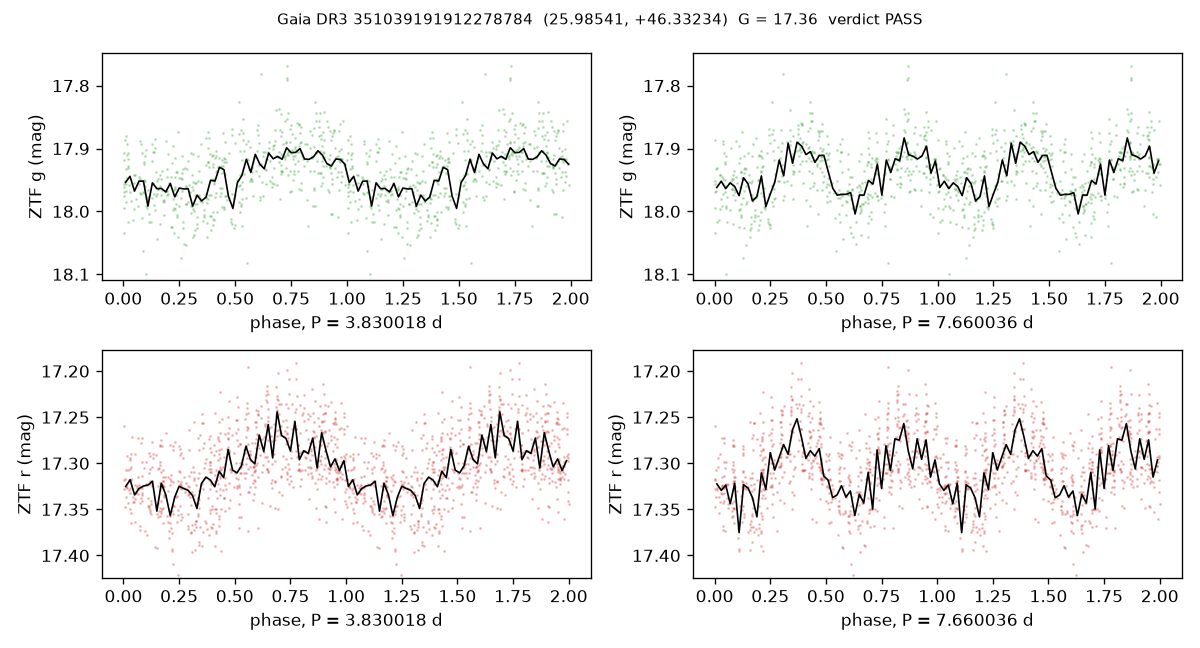 Gaia DR3 351039191912278784  (25.98541, +46.33234)  G = 17.36  verdict PASS
ZTF g (mag)
17.8
17.9
18.0
18.1
0.00 0.25 0.50 0.75 1.00 1.25 1.50 1.75 2.00
phase, P = 3.830018 d
ZTF g (mag)
17.8
17.9
18.0
18.1
0.00 0.25 0.50 0.75 1.00 1.25 1.50 1.75 2.00
phase, P = 7.660036 d
ZTF r (mag)
17.20
17.25
17.30
17.35
17.40
0.00 0.25 0.50 0.75 1.00 1.25 1.50 1.75 2.00
phase, P = 3.830018 d
ZTF r (mag)
17.20
17.25
17.30
17.35
17.40
0.00 0.25 0.50 0.75 1.00 1.25 1.50 1.75 2.00
phase, P = 7.660036 d